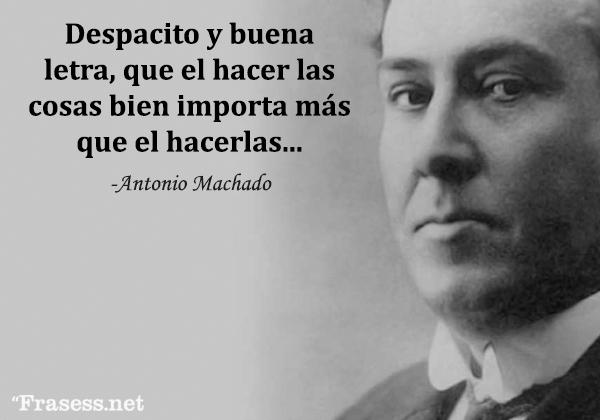 Despacito y buena
letra, que el hacer las
cosas bien importa más
que el hacerlas...
-Antonio Machado
“Frasess.net